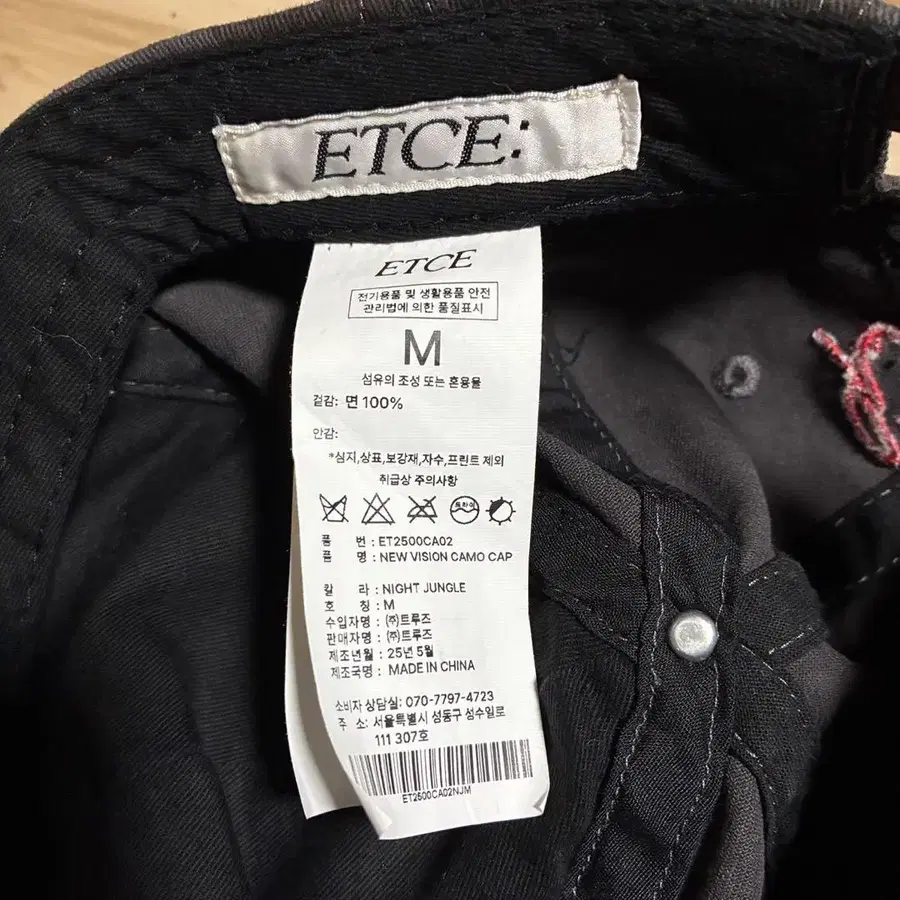 ETCE:
ETCE
전기용품 및 생활용품 안전
관리법에 의한 품질표시
M
섬유의 조성 또는 혼용율
겉감: 면 100%
안감:
*심지,상표,보강재,자수,프린트 제외
취급상 주의사항
품 번 : ET2500CA02
품 명 : NEW VISION CAMO CAP
칼 라 : NIGHT JUNGLE
호 칭 : M
수입자명 : ㈜트루즈
판매자명 : ㈜트루즈
제조년월 : 25년 5월
제조국명 : MADE IN CHINA
소비자 상담실: 070-7797-4723
주 소: 서울특별시 성동구 성수일로
111 307호
ET2500CA02NJM